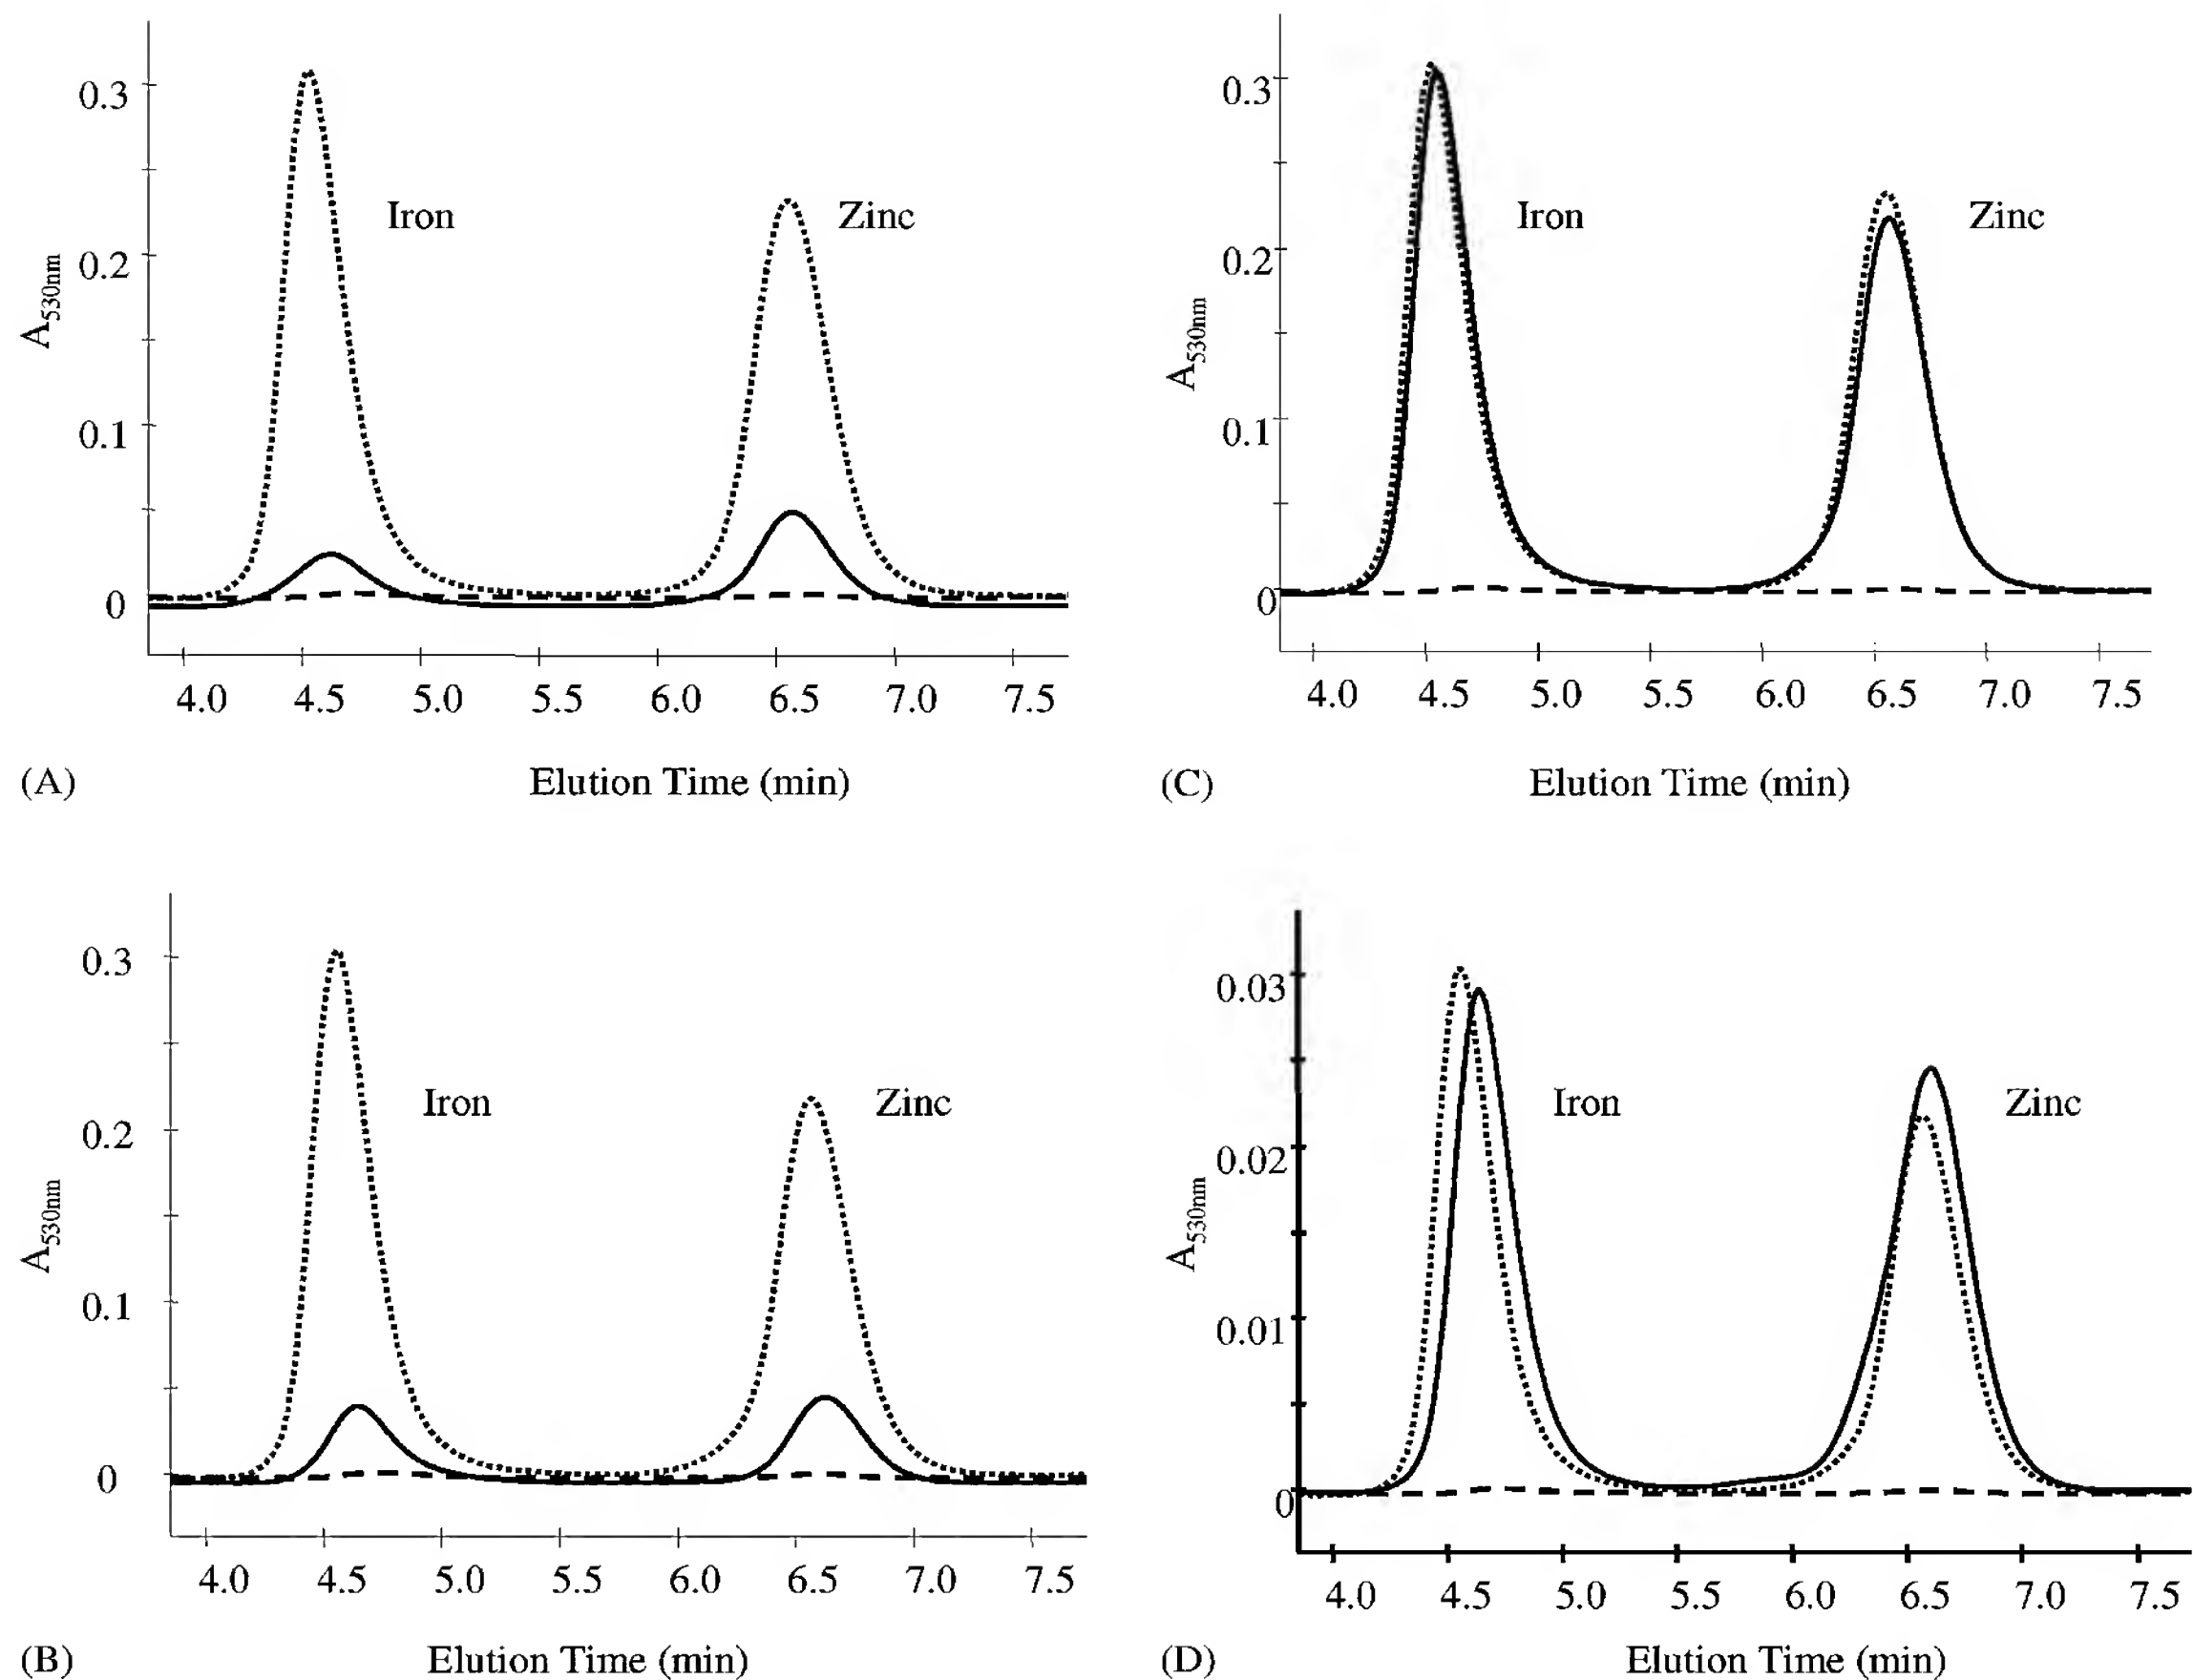 0.3
0.2
0.1
0
A530nm
Iron
Zinc
4.0 4.5 5.0 5.5 6.0 6.5 7.0 7.5
(A) Elution Time (min)
0.3
0.2
0.1
0
A530nm
Iron
Zinc
4.0 4.5 5.0 5.5 6.0 6.5 7.0 7.5
(B) Elution Time (min)
0.3
0.2
0.1
0
A530nm
Iron
Zinc
4.0 4.5 5.0 5.5 6.0 6.5 7.0 7.5
(C) Elution Time (min)
0.03
0.02
0.01
0
A530nm
Iron
Zinc
4.0 4.5 5.0 5.5 6.0 6.5 7.0 7.5
(D) Elution Time (min)